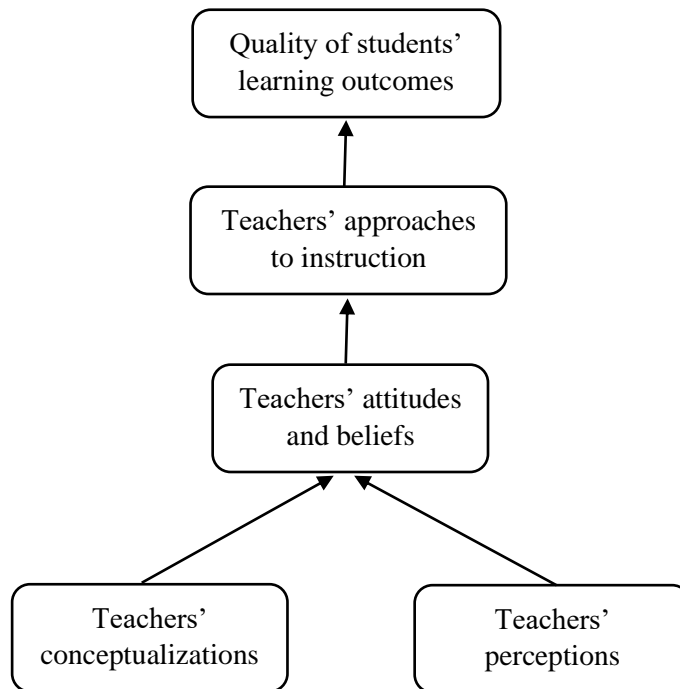 Quality of students’
learning outcomes
Teachers’ approaches
to instruction
Teachers’ attitudes
and beliefs
Teachers’
conceptualizations
Teachers’
perceptions